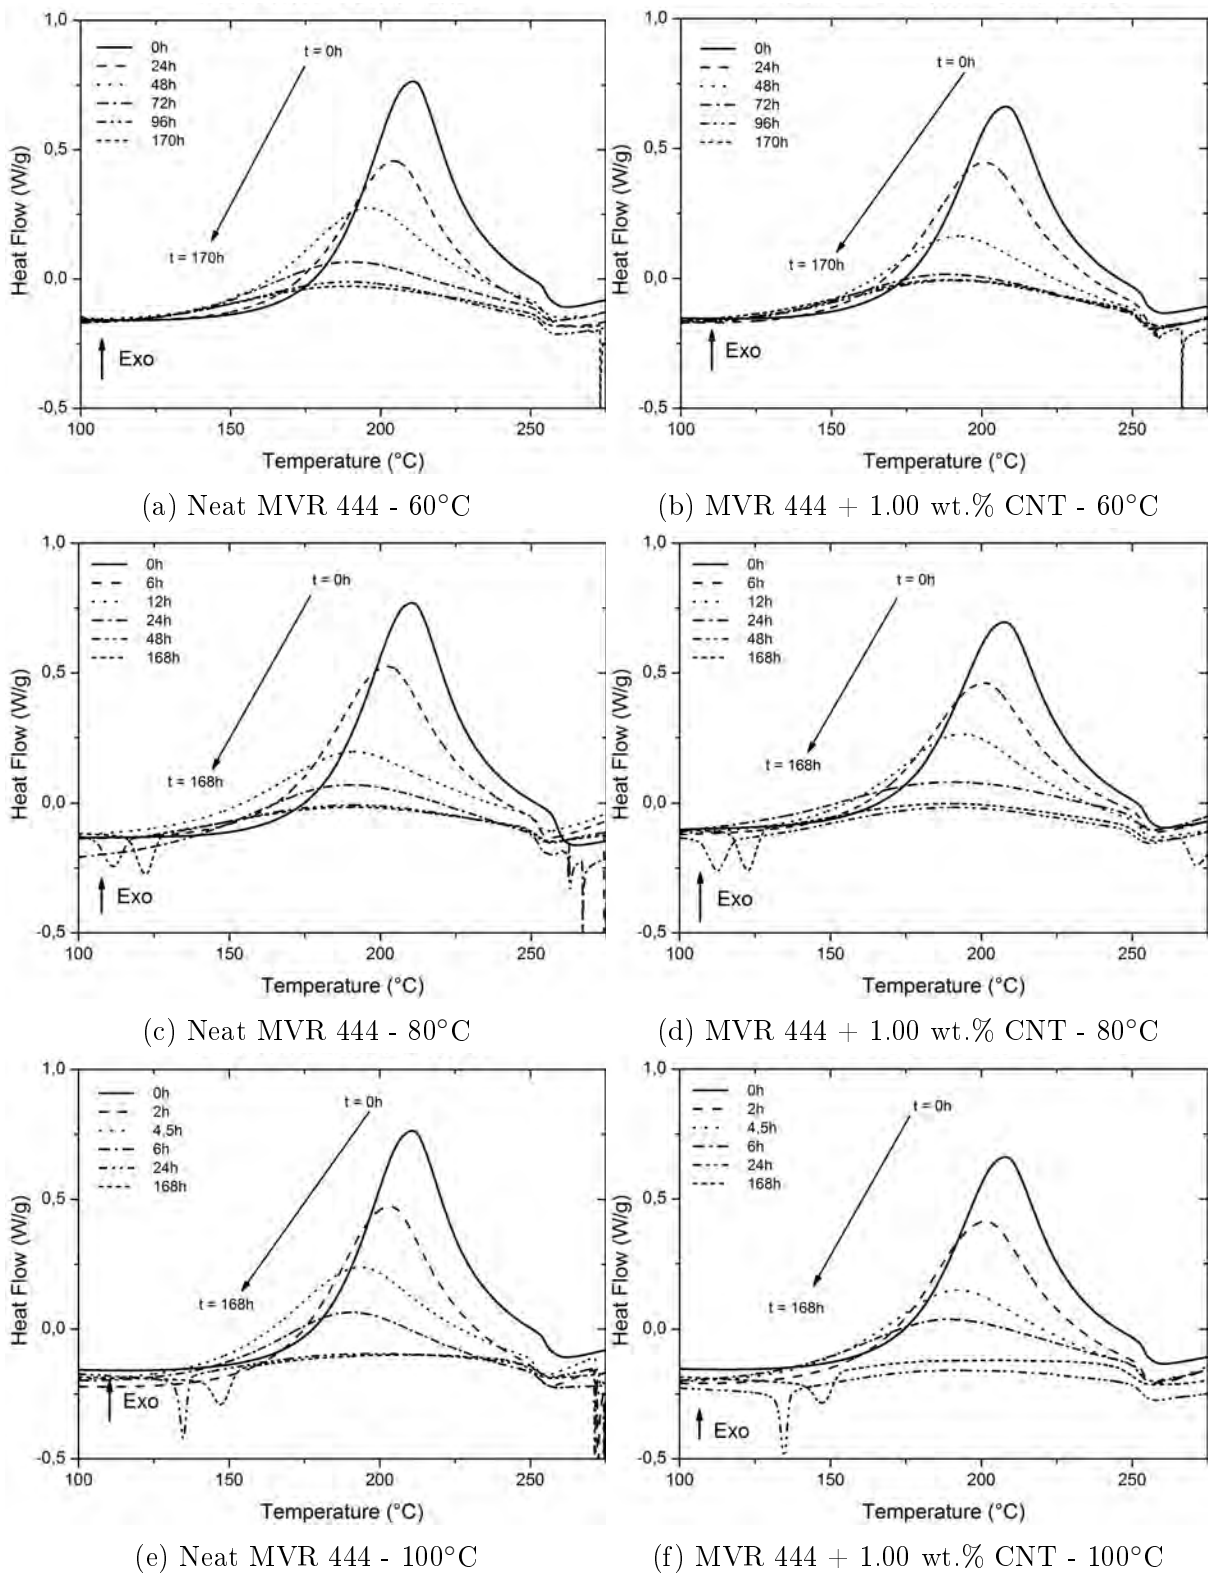 1,0
0h
24h
48h
72h
96h
170h
t = 0h
t = 170h
0,5
0,0
-0,5
Exo
Heat Flow (W/g)
100 150 200 250
Temperature (°C)
(a) Neat MVR 444 - 60°C
1,0
0h
24h
48h
72h
96h
170h
t = 0h
t = 170h
0,5
0,0
-0,5
Exo
Heat Flow (W/g)
100 150 200 250
Temperature (°C)
(b) MVR 444 + 1.00 wt.% CNT - 60°C
1,0
0h
6h
12h
24h
48h
168h
t = 0h
t = 168h
0,5
0,0
-0,5
Exo
Heat Flow (W/g)
100 150 200 250
Temperature (°C)
(c) Neat MVR 444 - 80°C
1,0
0h
6h
12h
24h
48h
168h
t = 0h
t = 168h
0,5
0,0
-0,5
Exo
Heat Flow (W/g)
100 150 200 250
Temperature (°C)
(d) MVR 444 + 1.00 wt.% CNT - 80°C
1,0
0h
2h
4,5h
6h
24h
168h
t = 0h
t = 168h
0,5
0,0
-0,5
Exo
Heat Flow (W/g)
100 150 200 250
Temperature (°C)
(e) Neat MVR 444 - 100°C
1,0
0h
2h
4,5h
6h
24h
168h
t = 0h
t = 168h
0,5
0,0
-0,5
Exo
Heat Flow (W/g)
100 150 200 250
Temperature (°C)
(f) MVR 444 + 1.00 wt.% CNT - 100°C